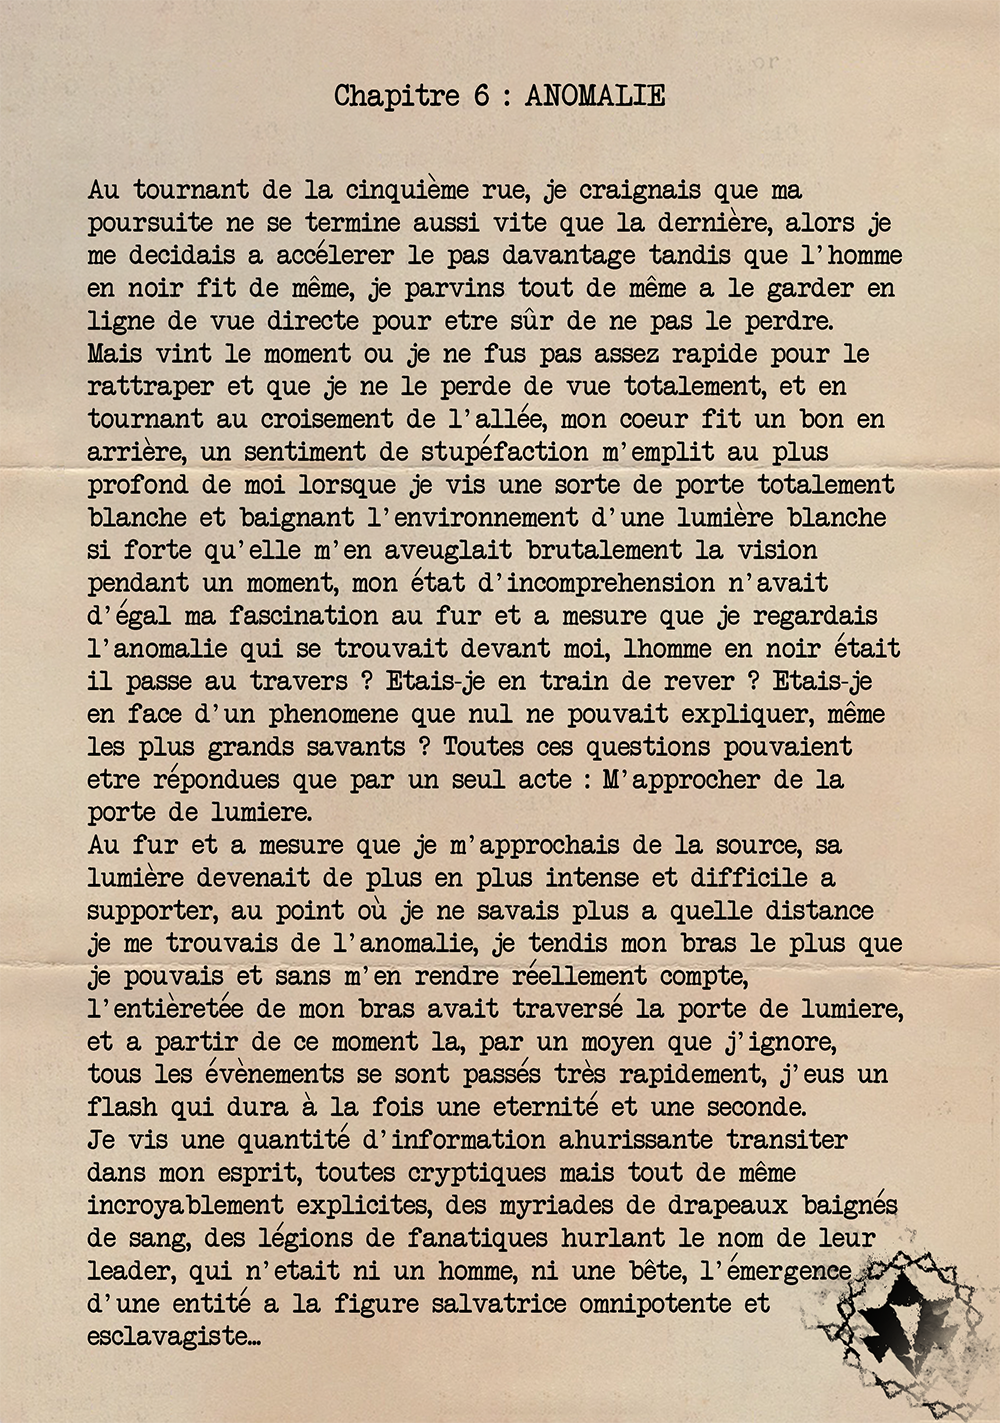 Chapitre 6 : ANOMALIE
Au tournant de la cinquième rue, je craignais que ma
poursuite ne se termine aussi vite que la dernière, alors je
me decidais a accélerer le pas davantage tandis que l'homme
en noir fit de même, je parvins tout de même a le garder en
ligne de vue directe pour etre sûr de ne pas le perdre.
Mais vint le moment ou je ne fus pas assez rapide pour le
rattraper et que je ne le perde de vue totalement, et en
tournant au croisement de l'allée, mon coeur fit un bon en
arrière, un sentiment de stupéfaction m'emplit au plus
profond de moi lorsque je vis une sorte de porte totalement
blanche et baignant l'environnement d'une lumière blanche
si forte qu'elle m'en aveuglait brutalement la vision
pendant un moment, mon état d'incomprehension n'avait
d'égal ma fascination au fur et a mesure que je regardais
l'anomalie qui se trouvait devant moi, lhomme en noir était
il passe au travers ? Etais-je en train de rever ? Etais-je
en face d'un phenomene que nul ne pouvait expliquer, même
les plus grands savants ? Toutes ces questions pouvaient
etre répondues que par un seul acte : M'approcher de la
porte de lumiere.
Au fur et a mesure que je m'approchais de la source, sa
lumière devenait de plus en plus intense et difficile a
supporter, au point où je ne savais plus a quelle distance
je me trouvais de l'anomalie, je tendis mon bras le plus que
je pouvais et sans m'en rendre réellement compte,
l'entièretée de mon bras avait traversé la porte de lumiere,
et a partir de ce moment la, par un moyen que j'ignore,
tous les évènements se sont passés très rapidement, j'eus un
flash qui dura à la fois une eternité et une seconde.
Je vis une quantité d'information ahurissante transiter
dans mon esprit, toutes cryptiques mais tout de même
incroyablement explicites, des myriades de drapeaux baignés
de sang, des légions de fanatiques hurlant le nom de leur
leader, qui n'etait ni un homme, ni une bête, l'émergence
d'une entité a la figure salvatrice omnipotente et
esclavagiste…